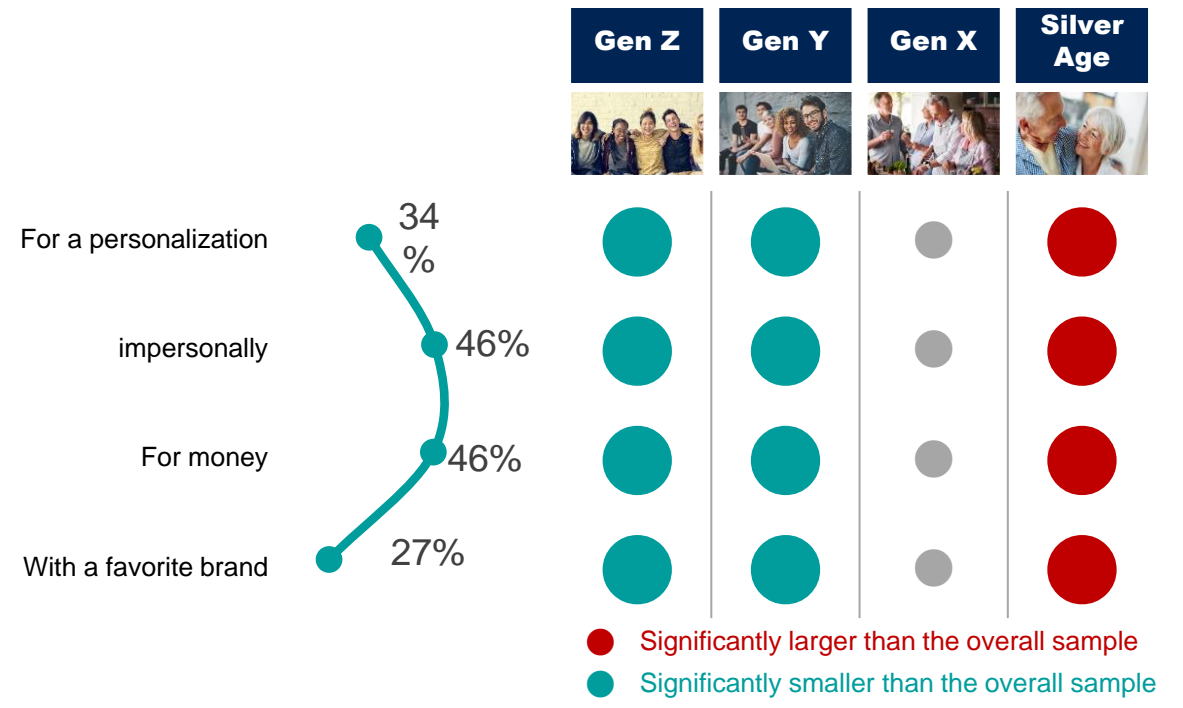 Gen Z
Gen Y
Gen X
Silver
Age
For a personalization
34
%
impersonally
46%
For money
46%
With a favorite brand
27%
Significantly larger than the overall sample
Significantly smaller than the overall sample